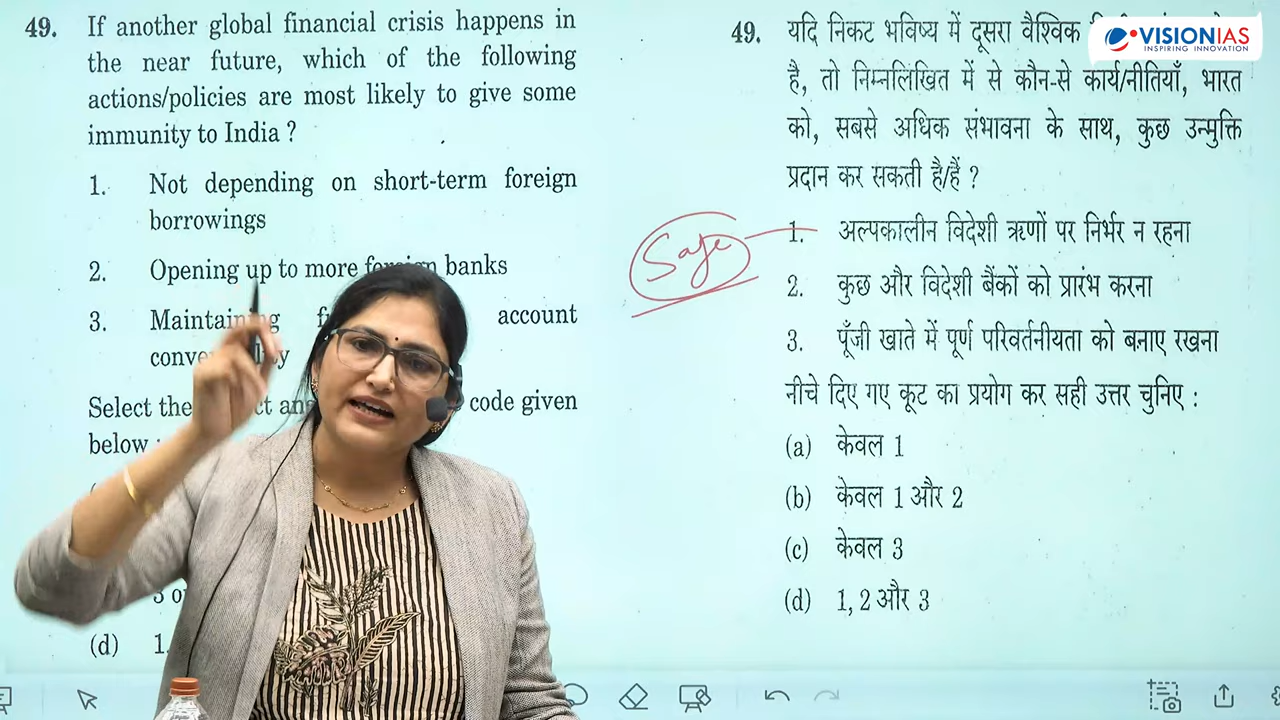 49. If another global financial crisis happens in
the near future, which of the following
actions/policies are most likely to give some
immunity to India ?
1. Not depending on short-term foreign
borrowings
2. Opening up to more foreign banks
3. Maintaining account
Select the code given
below :
(d) 1.
49. यदि निकट भविष्य में दूसरा वैश्विक
है, तो निम्नलिखित में से कौन-से कार्य/नीतियाँ, भारत
को, सबसे अधिक संभावना के साथ, कुछ उन्मुक्ति
प्रदान कर सकती है/हैं ?
Safe
1. अल्पकालीन विदेशी ऋणों पर निर्भर न रहना
2. कुछ और विदेशी बैंकों को प्रारंभ करना
3. पूँजी खाते में पूर्ण परिवर्तनीयता को बनाए रखना
नीचे दिए गए कूट का प्रयोग कर सही उत्तर चुनिए :
(a) केवल 1
(b) केवल 1 और 2
(c) केवल 3
(d) 1, 2 और 3
VISIONIAS
INSPIRING INNOVATION